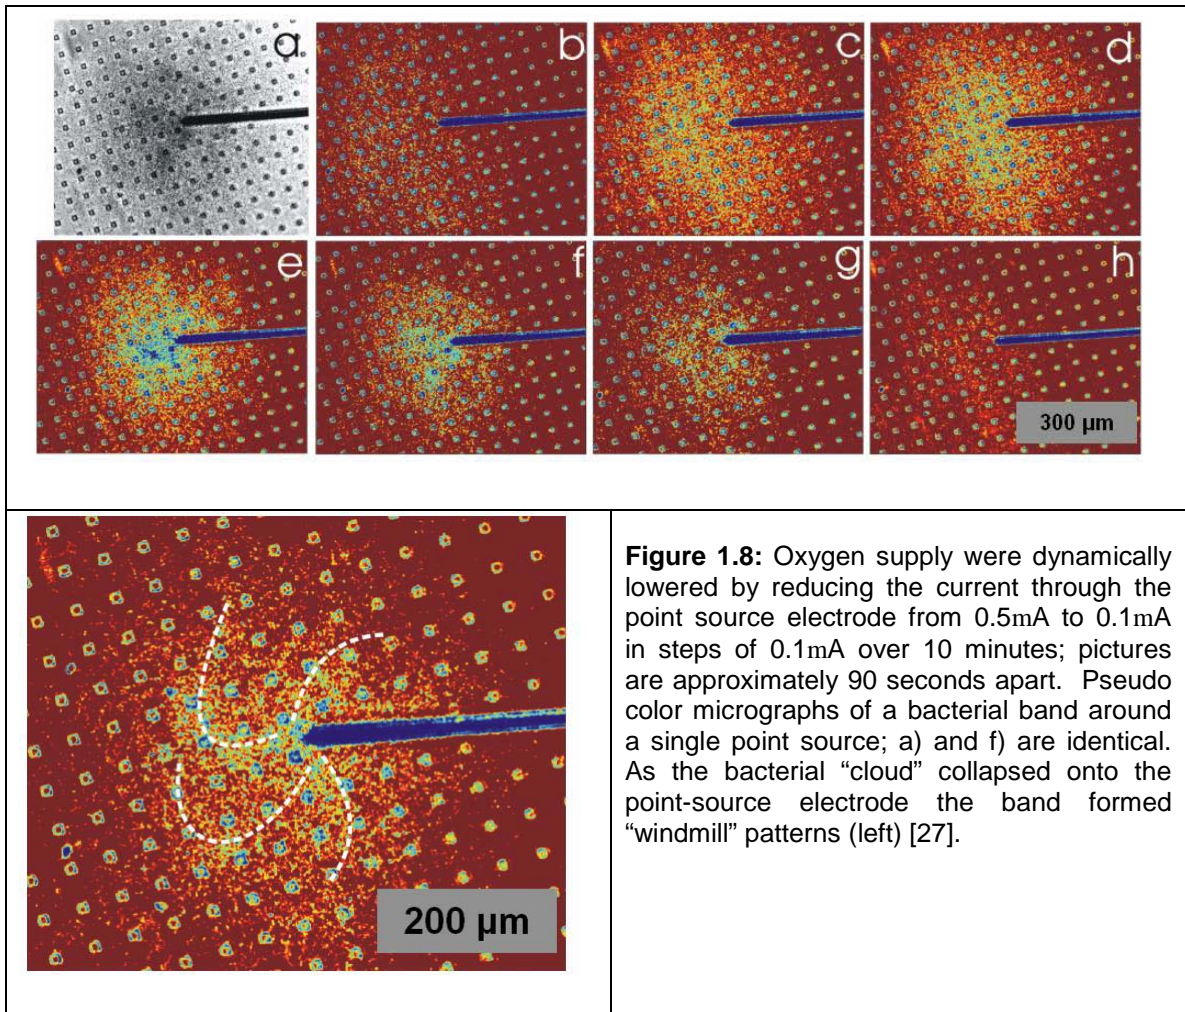 a
b
c
d
e
f
g
h
300 µm
200 µm
Figure 1.8: Oxygen supply were dynamically
lowered by reducing the current through the
point source electrode from 0.5mA to 0.1mA
in steps of 0.1mA over 10 minutes; pictures
are approximately 90 seconds apart. Pseudo
color micrographs of a bacterial band around
a single point source; a) and f) are identical.
As the bacterial “cloud” collapsed onto the
point-source electrode the band formed
“windmill” patterns (left) [27].